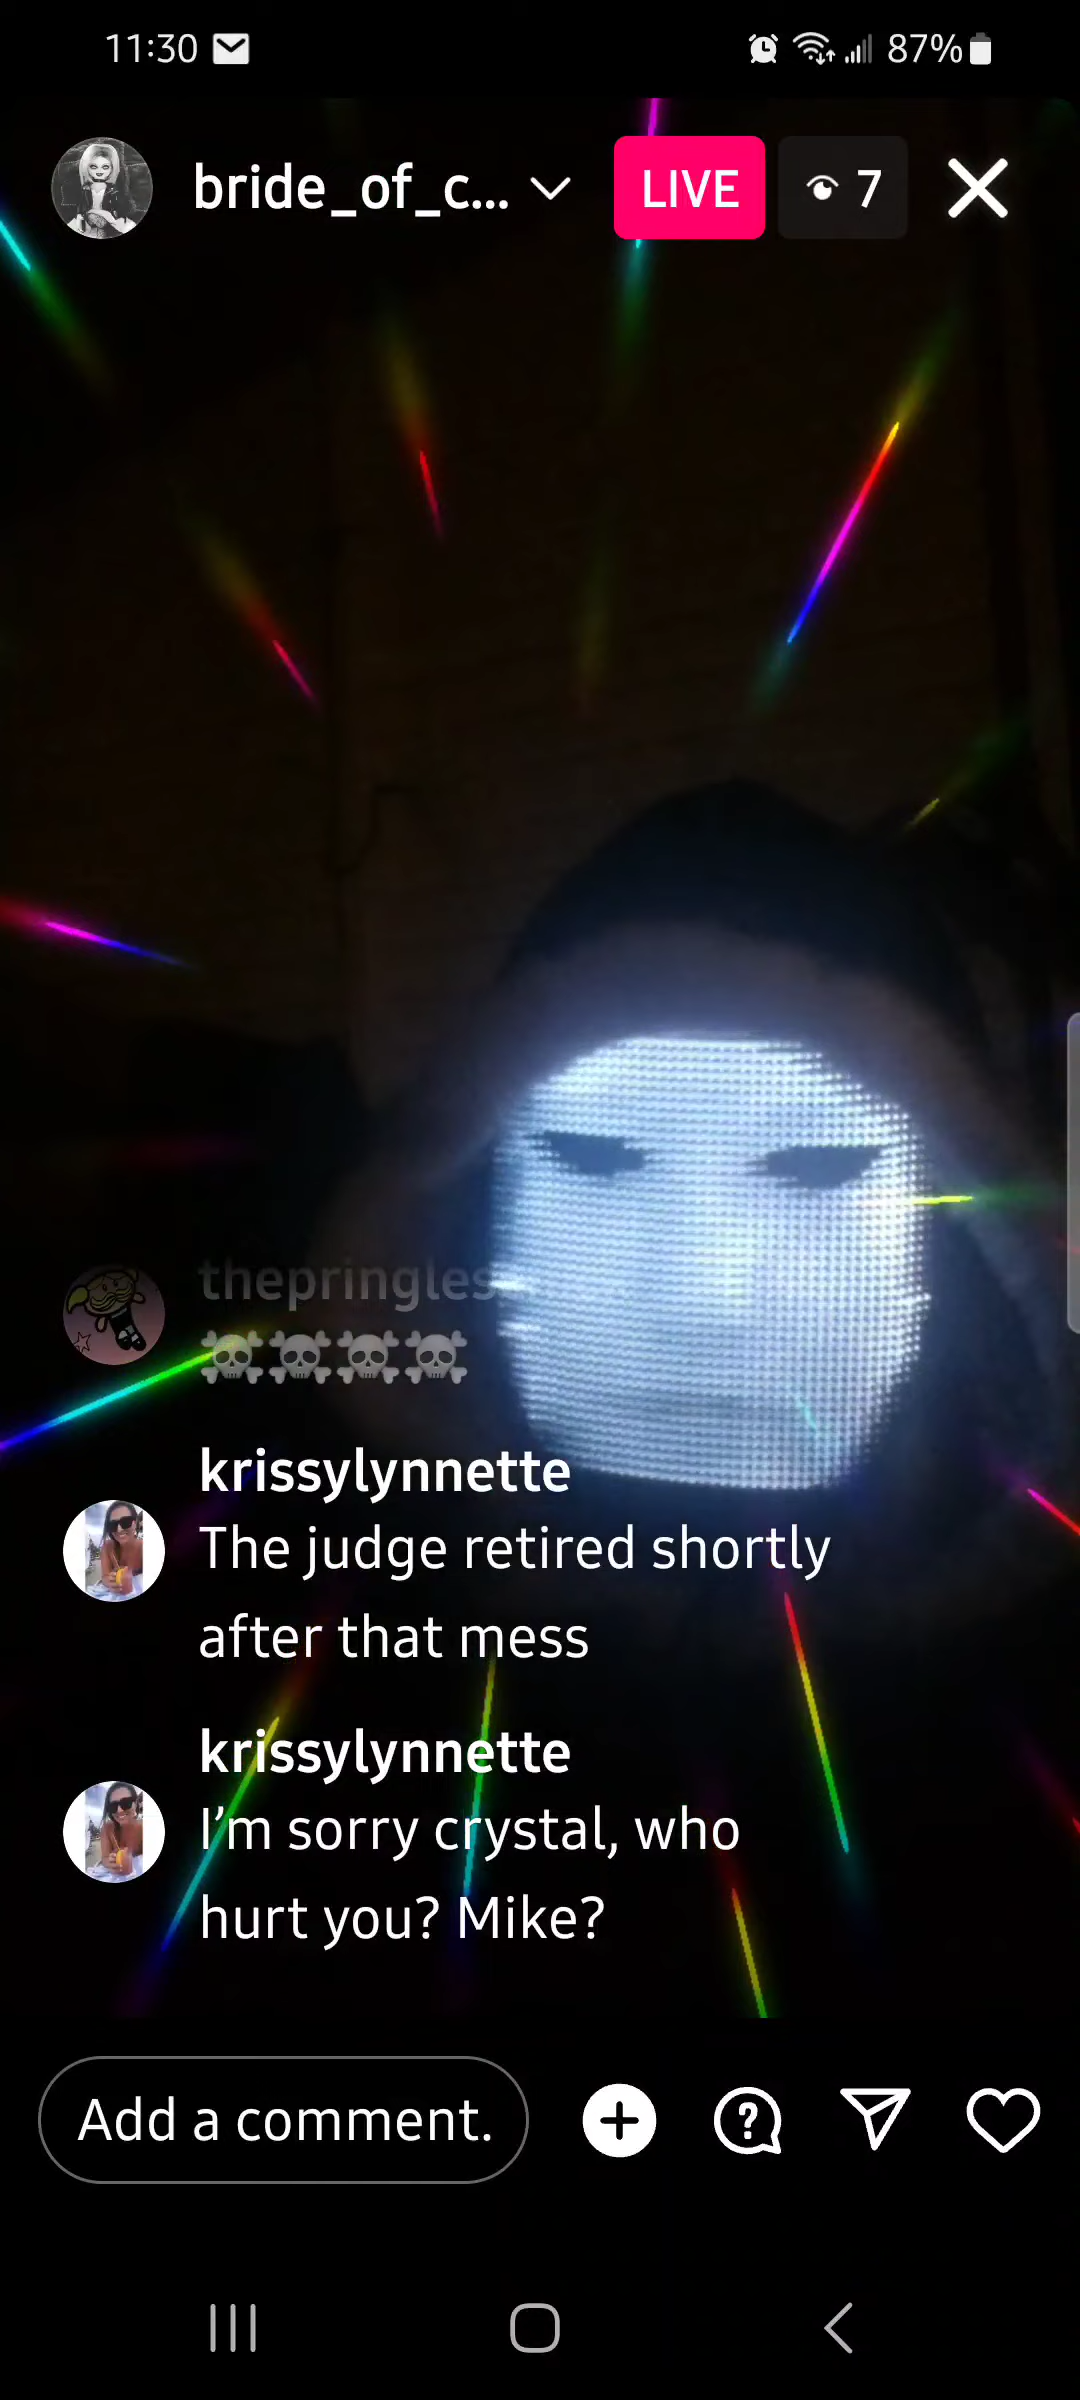 11:30
87%
bride_of_c...
LIVE
7
thepringles
☠☠☠☠
krissylynnette
The judge retired shortly
after that mess
krissylynnette
I'm sorry crystal, who
hurt you? Mike?
Add a comment.